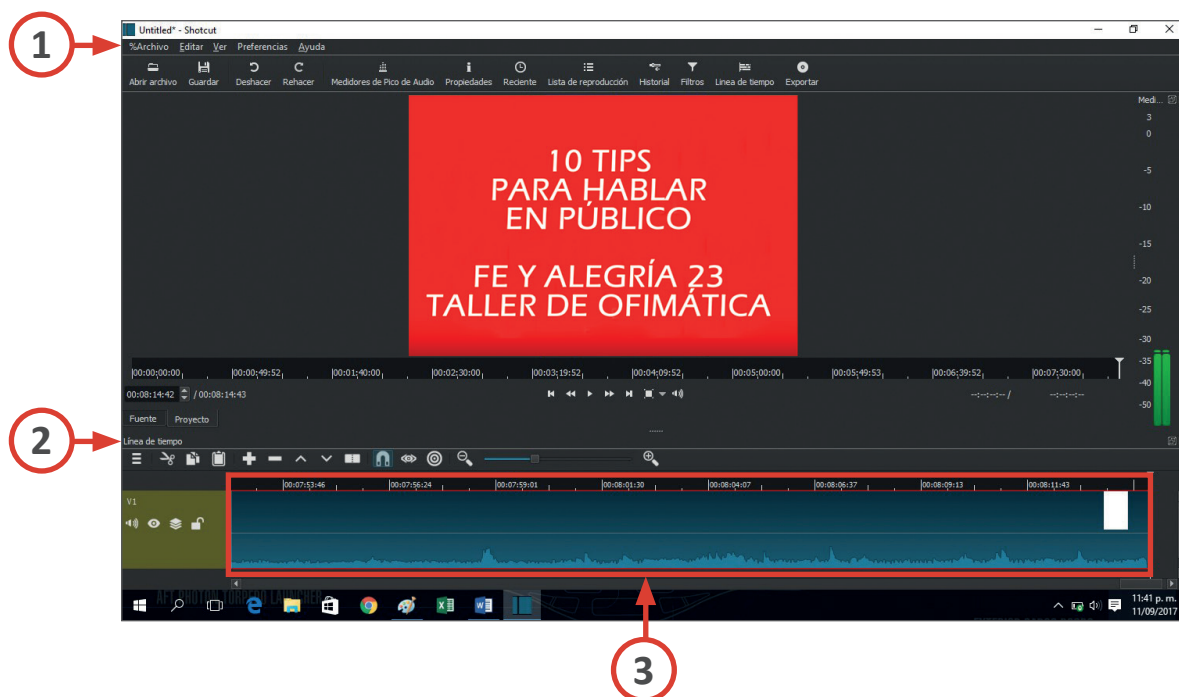 1
Untitled* - Shotcut
%Archivo Editar Ver Preferencias Ayuda
Abrir archivo Guardar Deshacer Rehacer Medidores de Pico de Audio Propiedades Reciente Lista de reproducción Historial Filtros Linea de tiempo Exportar
Medi...
10 TIPS
PARA HABLAR
EN PÚBLICO
FE Y ALEGRÍA 23
TALLER DE OFIMÁTICA
3
0
-5
-10
-15
-20
-25
-30
-35
-40
-50
00:00:00:00 00:00:49:52 00:01:40:00 00:02:30:00 00:03:19:52 00:04:09:52 00:05:00:00 00:05:49:53 00:06:39:52 00:07:30:00
00:08:14:42 / 00:08:14:43 --:--:--:-- / --:--:--:--
Fuente Proyecto
2
Línea de tiempo
00:07:53:46 00:07:56:24 00:07:59:01 00:08:01:30 00:08:04:07 00:08:06:37 00:08:09:13 00:08:11:43
V1
AFT PHOTON TORPEDO LAUNCHER
11:41 p. m.
11/09/2017
3